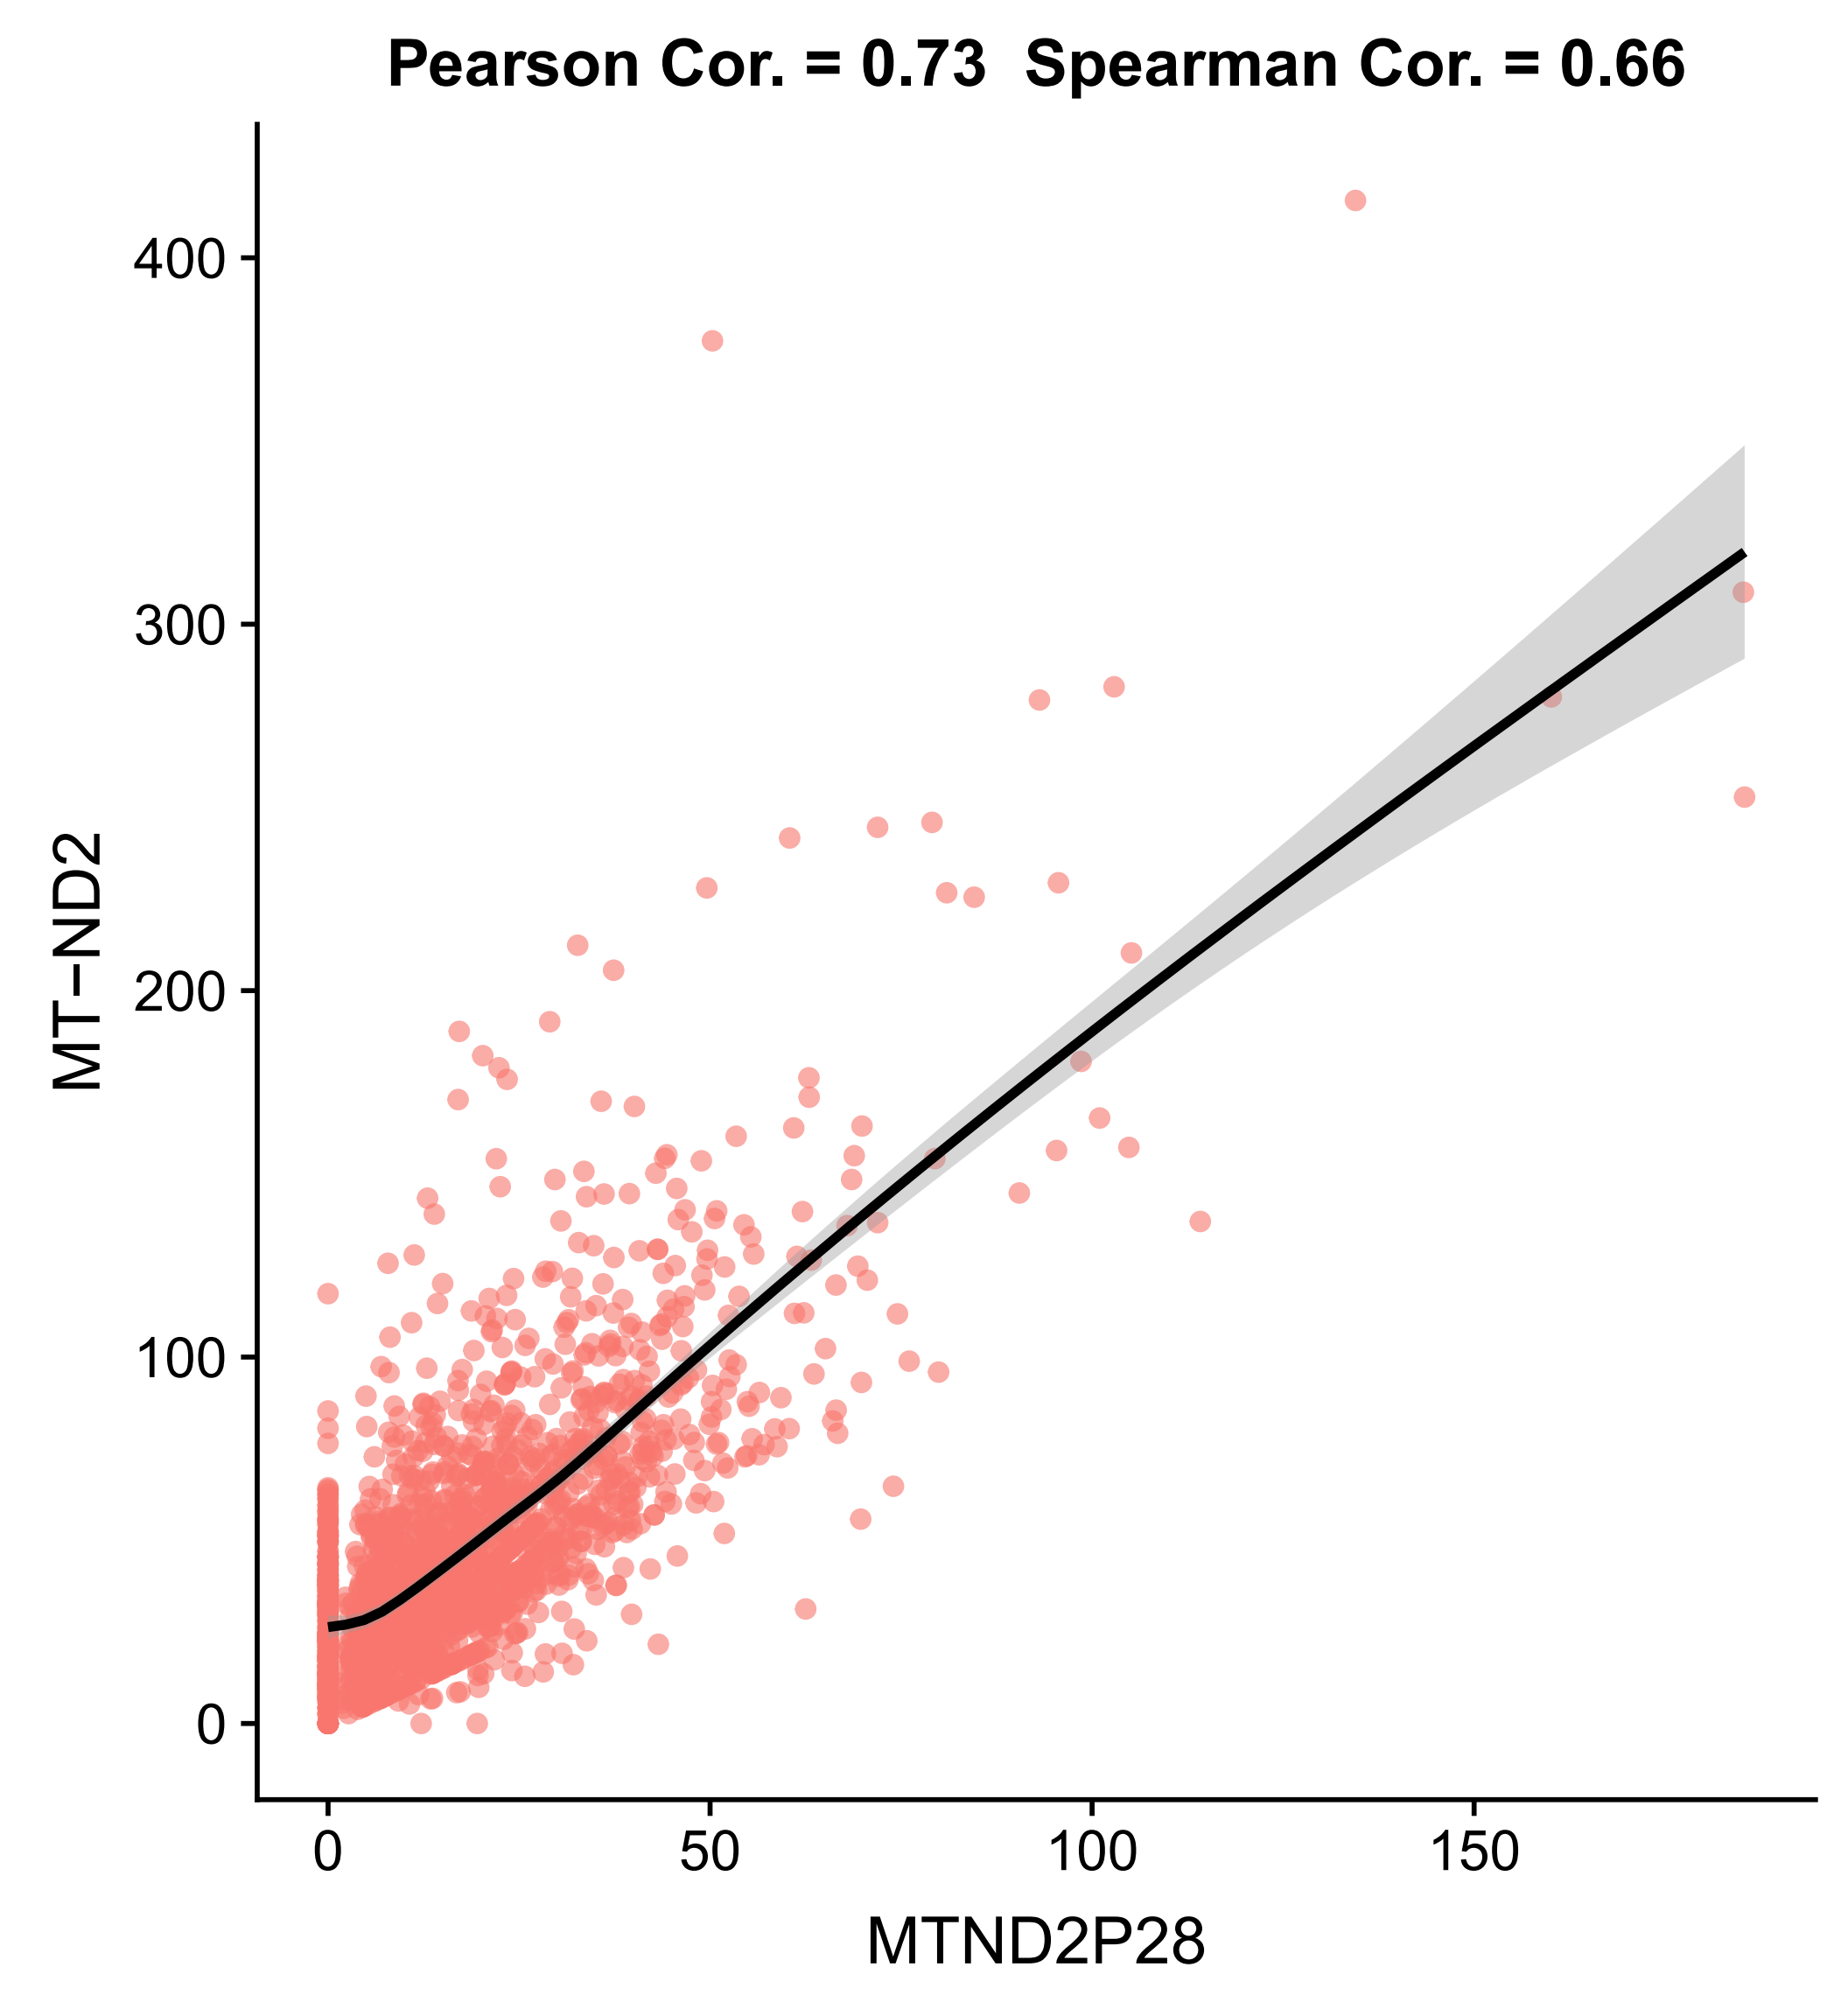 Pearson Cor. = 0.73  Spearman Cor. = 0.66
400
300
200
100
0
MT−ND2
0 50 100 150
MTND2P28